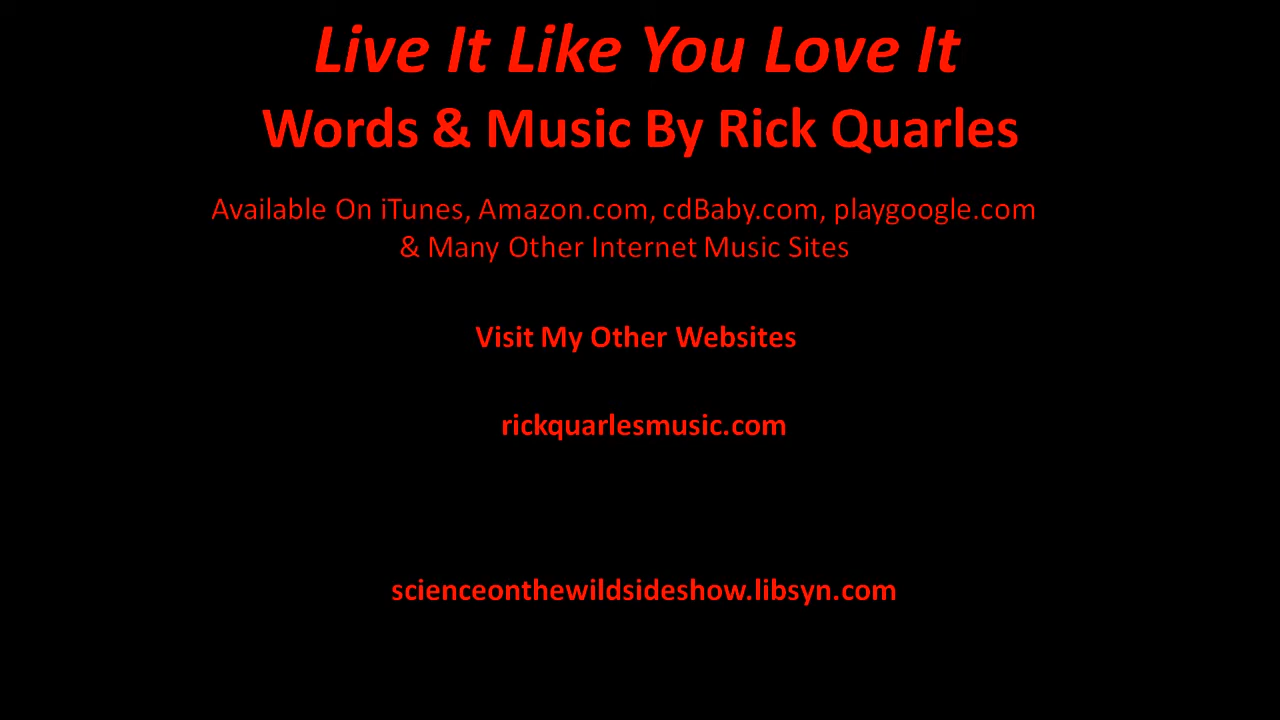 Live It Like You Love It
Words & Music By Rick Quarles
Available On iTunes, Amazon.com, cdBaby.com, playgoogle.com
& Many Other Internet Music Sites
Visit My Other Websites
rickquarlesmusic.com
scienceonthewildsideshow.libsyn.com